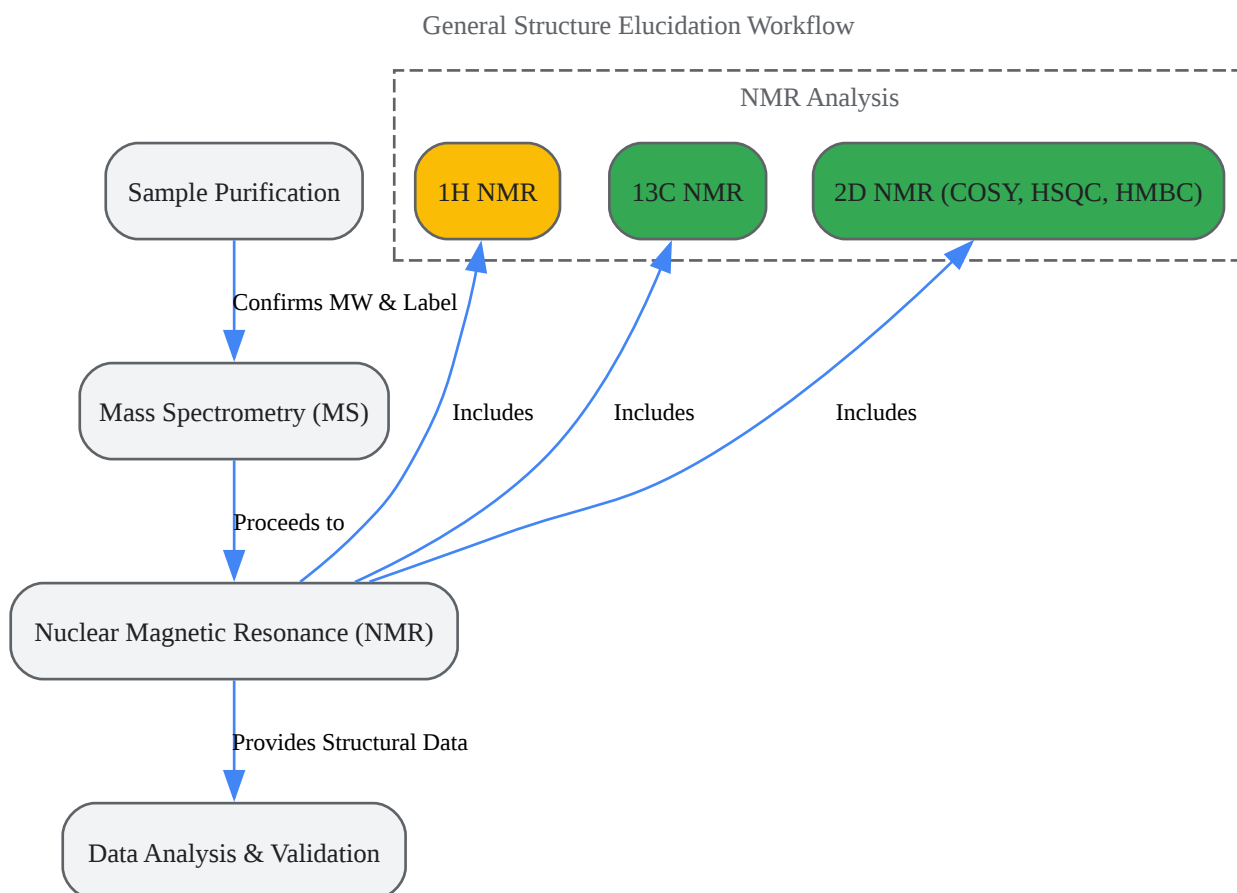 General Structure Elucidation Workflow
NMR Analysis
Sample Purification
1H NMR
13C NMR
2D NMR (COSY, HSQC, HMBC)
Confirms MW & Label
Mass Spectrometry (MS)
Includes
Includes
Includes
Proceeds to
Nuclear Magnetic Resonance (NMR)
Provides Structural Data
Data Analysis & Validation